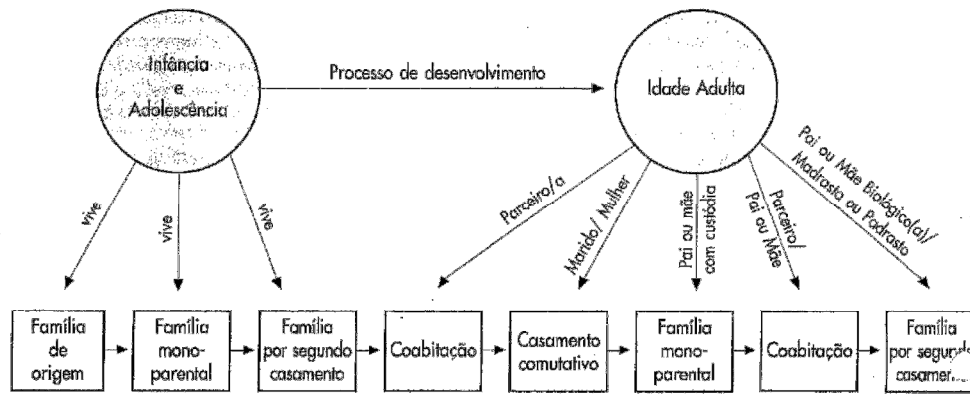 Infância
e
Adolescência
Processo de desenvolvimento
Idade Adulta
vive
vive
vive
Parceiro/a
Marido/ Mulher
Pai ou mãe
com custódia
Parceiro/
Pai ou Mãe
Pai ou Mãe Biológico(a)/
Madrasta ou Padrasto
Família
de
origem
Família
mono-
parental
Família
por segundo
casamento
Coabitação
Casamento
comutativo
Família
mono-
parental
Coabitação
Família
por segundo